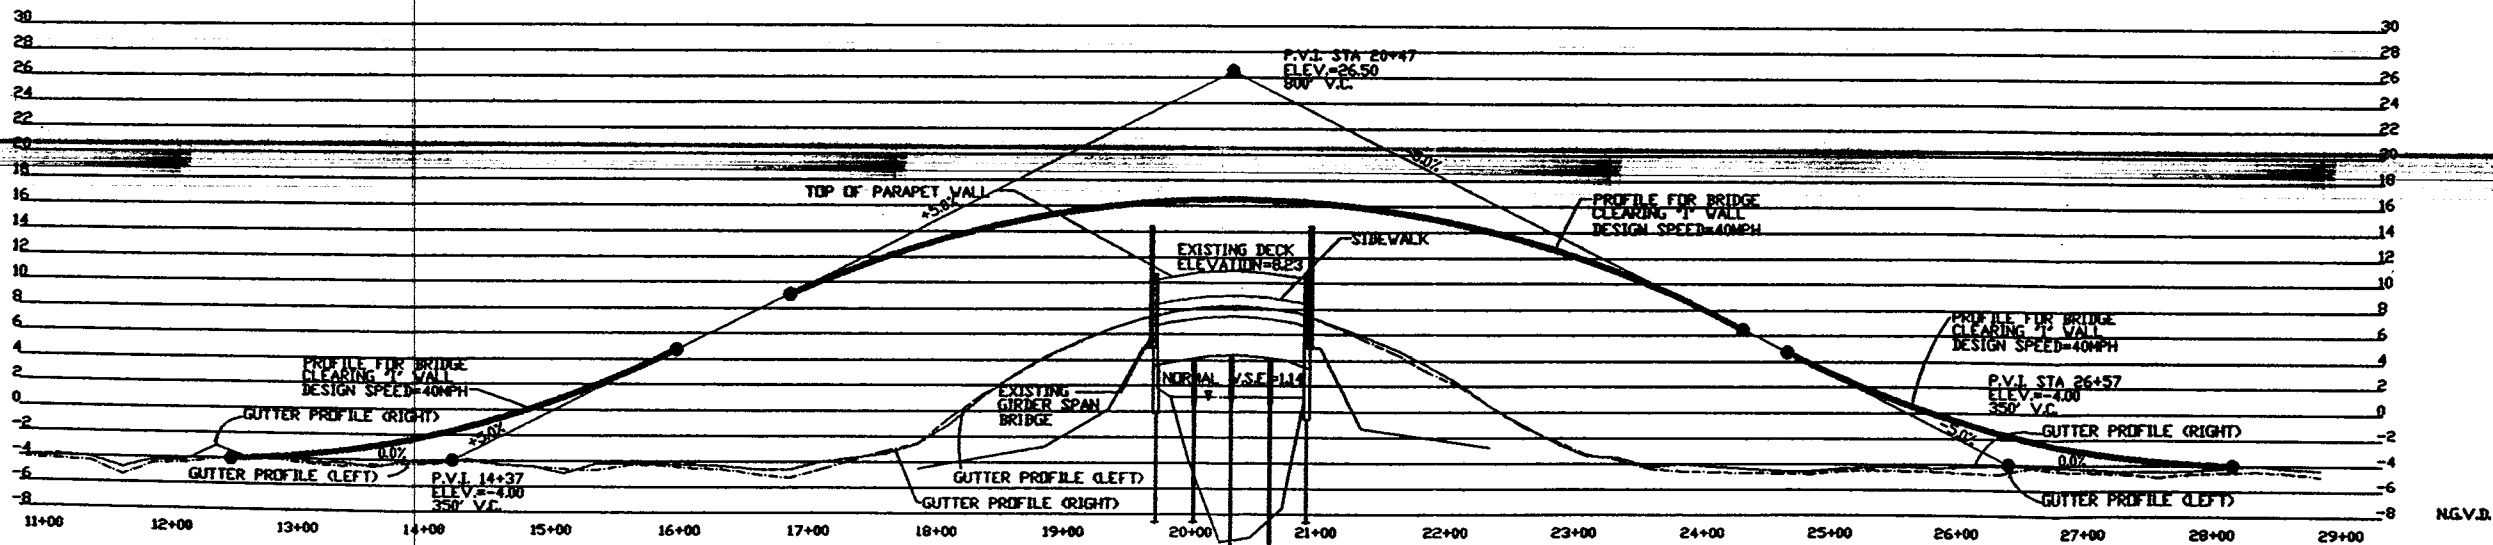 30
28
26
24
22
20
18
16
14
12
10
8
6
4
2
0
-2
-4
-6
-8
P.V.I. STA 20+47
ELEV.=26.50
800' V.C.
-5.0%
TOP OF PARAPET WALL
PROFILE FOR BRIDGE
CLEARING "I" WALL
DESIGN SPEED=40MPH
EXISTING DECK
ELEVATION=8.23
SIDEWALK
PROFILE FOR BRIDGE
CLEARING "I" WALL
DESIGN SPEED=40MPH
GUTTER PROFILE (RIGHT)
+5.0%
0.0%
GUTTER PROFILE (LEFT)
P.V.I. 14+37
ELEV.=-4.00
350' V.C.
EXISTING
GIRDER SPAN
BRIDGE
NORMAL W.S.E.=1.14
GUTTER PROFILE (LEFT)
GUTTER PROFILE (RIGHT)
PROFILE FOR BRIDGE
CLEARING "I" WALL
DESIGN SPEED=40MPH
P.V.I. STA 26+57
ELEV.=-4.00
350' V.C.
-5.0%
GUTTER PROFILE (RIGHT)
0.0%
GUTTER PROFILE (LEFT)
30
28
26
24
22
20
18
16
14
12
10
8
6
4
2
0
-2
-4
-6
-8
N.G.V.D.
11+00
12+00
13+00
14+00
15+00
16+00
17+00
18+00
19+00
20+00
21+00
22+00
23+00
24+00
25+00
26+00
27+00
28+00
29+00